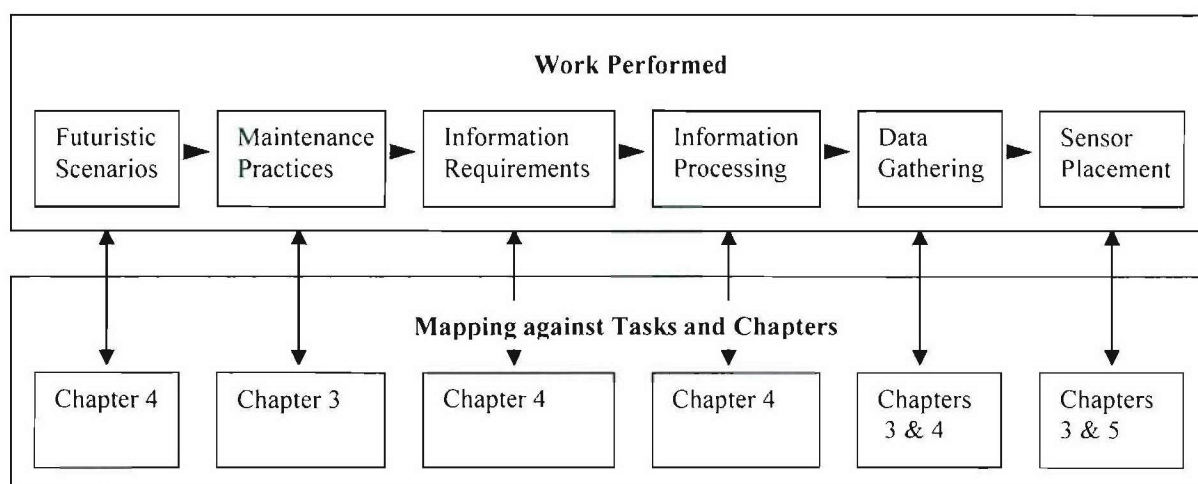 Work Performed
Futuristic
Scenarios
Maintenance
Practices
Information
Requirements
Information
Processing
Data
Gathering
Sensor
Placement
Mapping against Tasks and Chapters
Chapter 4
Chapter 3
Chapter 4
Chapter 4
Chapters
3 & 4
Chapters
3 & 5